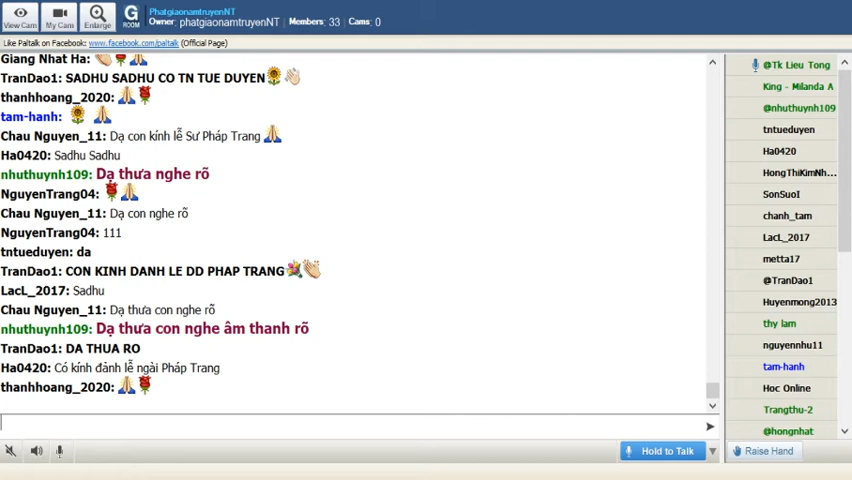 View Cam
My Cam
Enlarge
G
ROOM
PhatgiaonamtruyenNT
Owner: phatgiaonamtruyenNT Members: 33 Cams: 0
Like Paltalk on Facebook: www.facebook.com/paltalk (Official Page)
Giang Nhat Ha:
TranDao1: SADHU SADHU CO TN TUE DUYEN
thanhhoang_2020:
tam-hanh:
Chau Nguyen_11: Dạ con kính lễ Sư Pháp Trang
Ha0420: Sadhu Sadhu
nhuthuynh109: Dạ thưa nghe rõ
NguyenTrang04:
Chau Nguyen_11: Dạ con nghe rõ
NguyenTrang04: 111
tntueduyen: da
TranDao1: CON KINH DANH LE DD PHAP TRANG
LacL_2017: Sadhu
Chau Nguyen_11: Dạ thưa con nghe rõ
nhuthuynh109: Dạ thưa con nghe âm thanh rõ
TranDao1: DA THUA RO
Ha0420: Có kính đảnh lễ ngài Pháp Trang
thanhhoang_2020:
Hold to Talk
@Tk Lieu Tong
King - Milanda A
@nhuthuynh109
tntueduyen
Ha0420
HongThiKimNh...
SonSuoI
chanh_tam
LacL_2017
metta17
@TranDao1
Huyenmong2013
thy lam
nguyennhu11
tam-hanh
Hoc Online
Trangthu-2
@hongnhat
Raise Hand